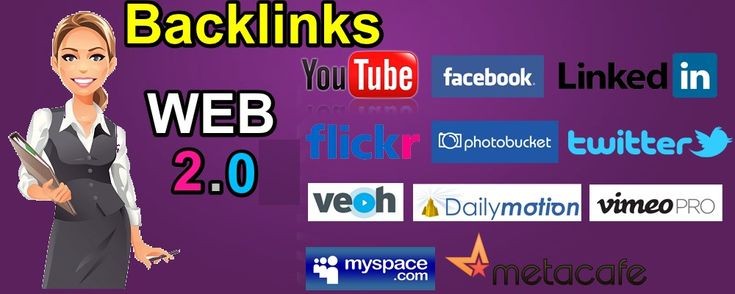 Backlinks
WEB
2.0
YouTube
facebook
Linked in
flickr
photobucket
twitter
veoh
Dailymotion
vimeo PRO
myspace
.com
metacafe